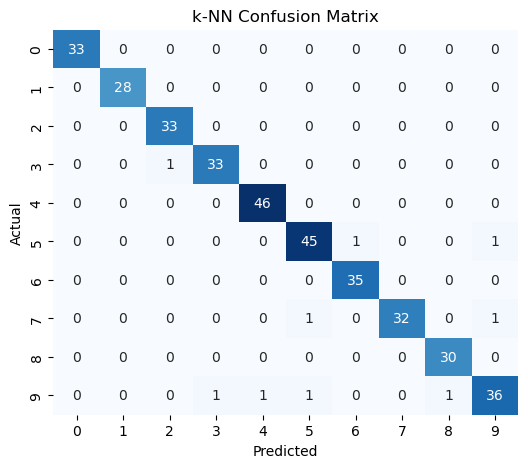 k-NN Confusion Matrix
0 33 0 0 0 0 0 0 0 0 0
1 0 28 0 0 0 0 0 0 0 0
2 0 0 33 0 0 0 0 0 0 0
3 0 0 1 33 0 0 0 0 0 0
4 0 0 0 0 46 0 0 0 0 0
Actual
5 0 0 0 0 0 45 1 0 0 1
6 0 0 0 0 0 0 35 0 0 0
7 0 0 0 0 0 1 0 32 0 1
8 0 0 0 0 0 0 0 0 30 0
9 0 0 0 1 1 1 0 0 1 36
0 1 2 3 4 5 6 7 8 9
Predicted